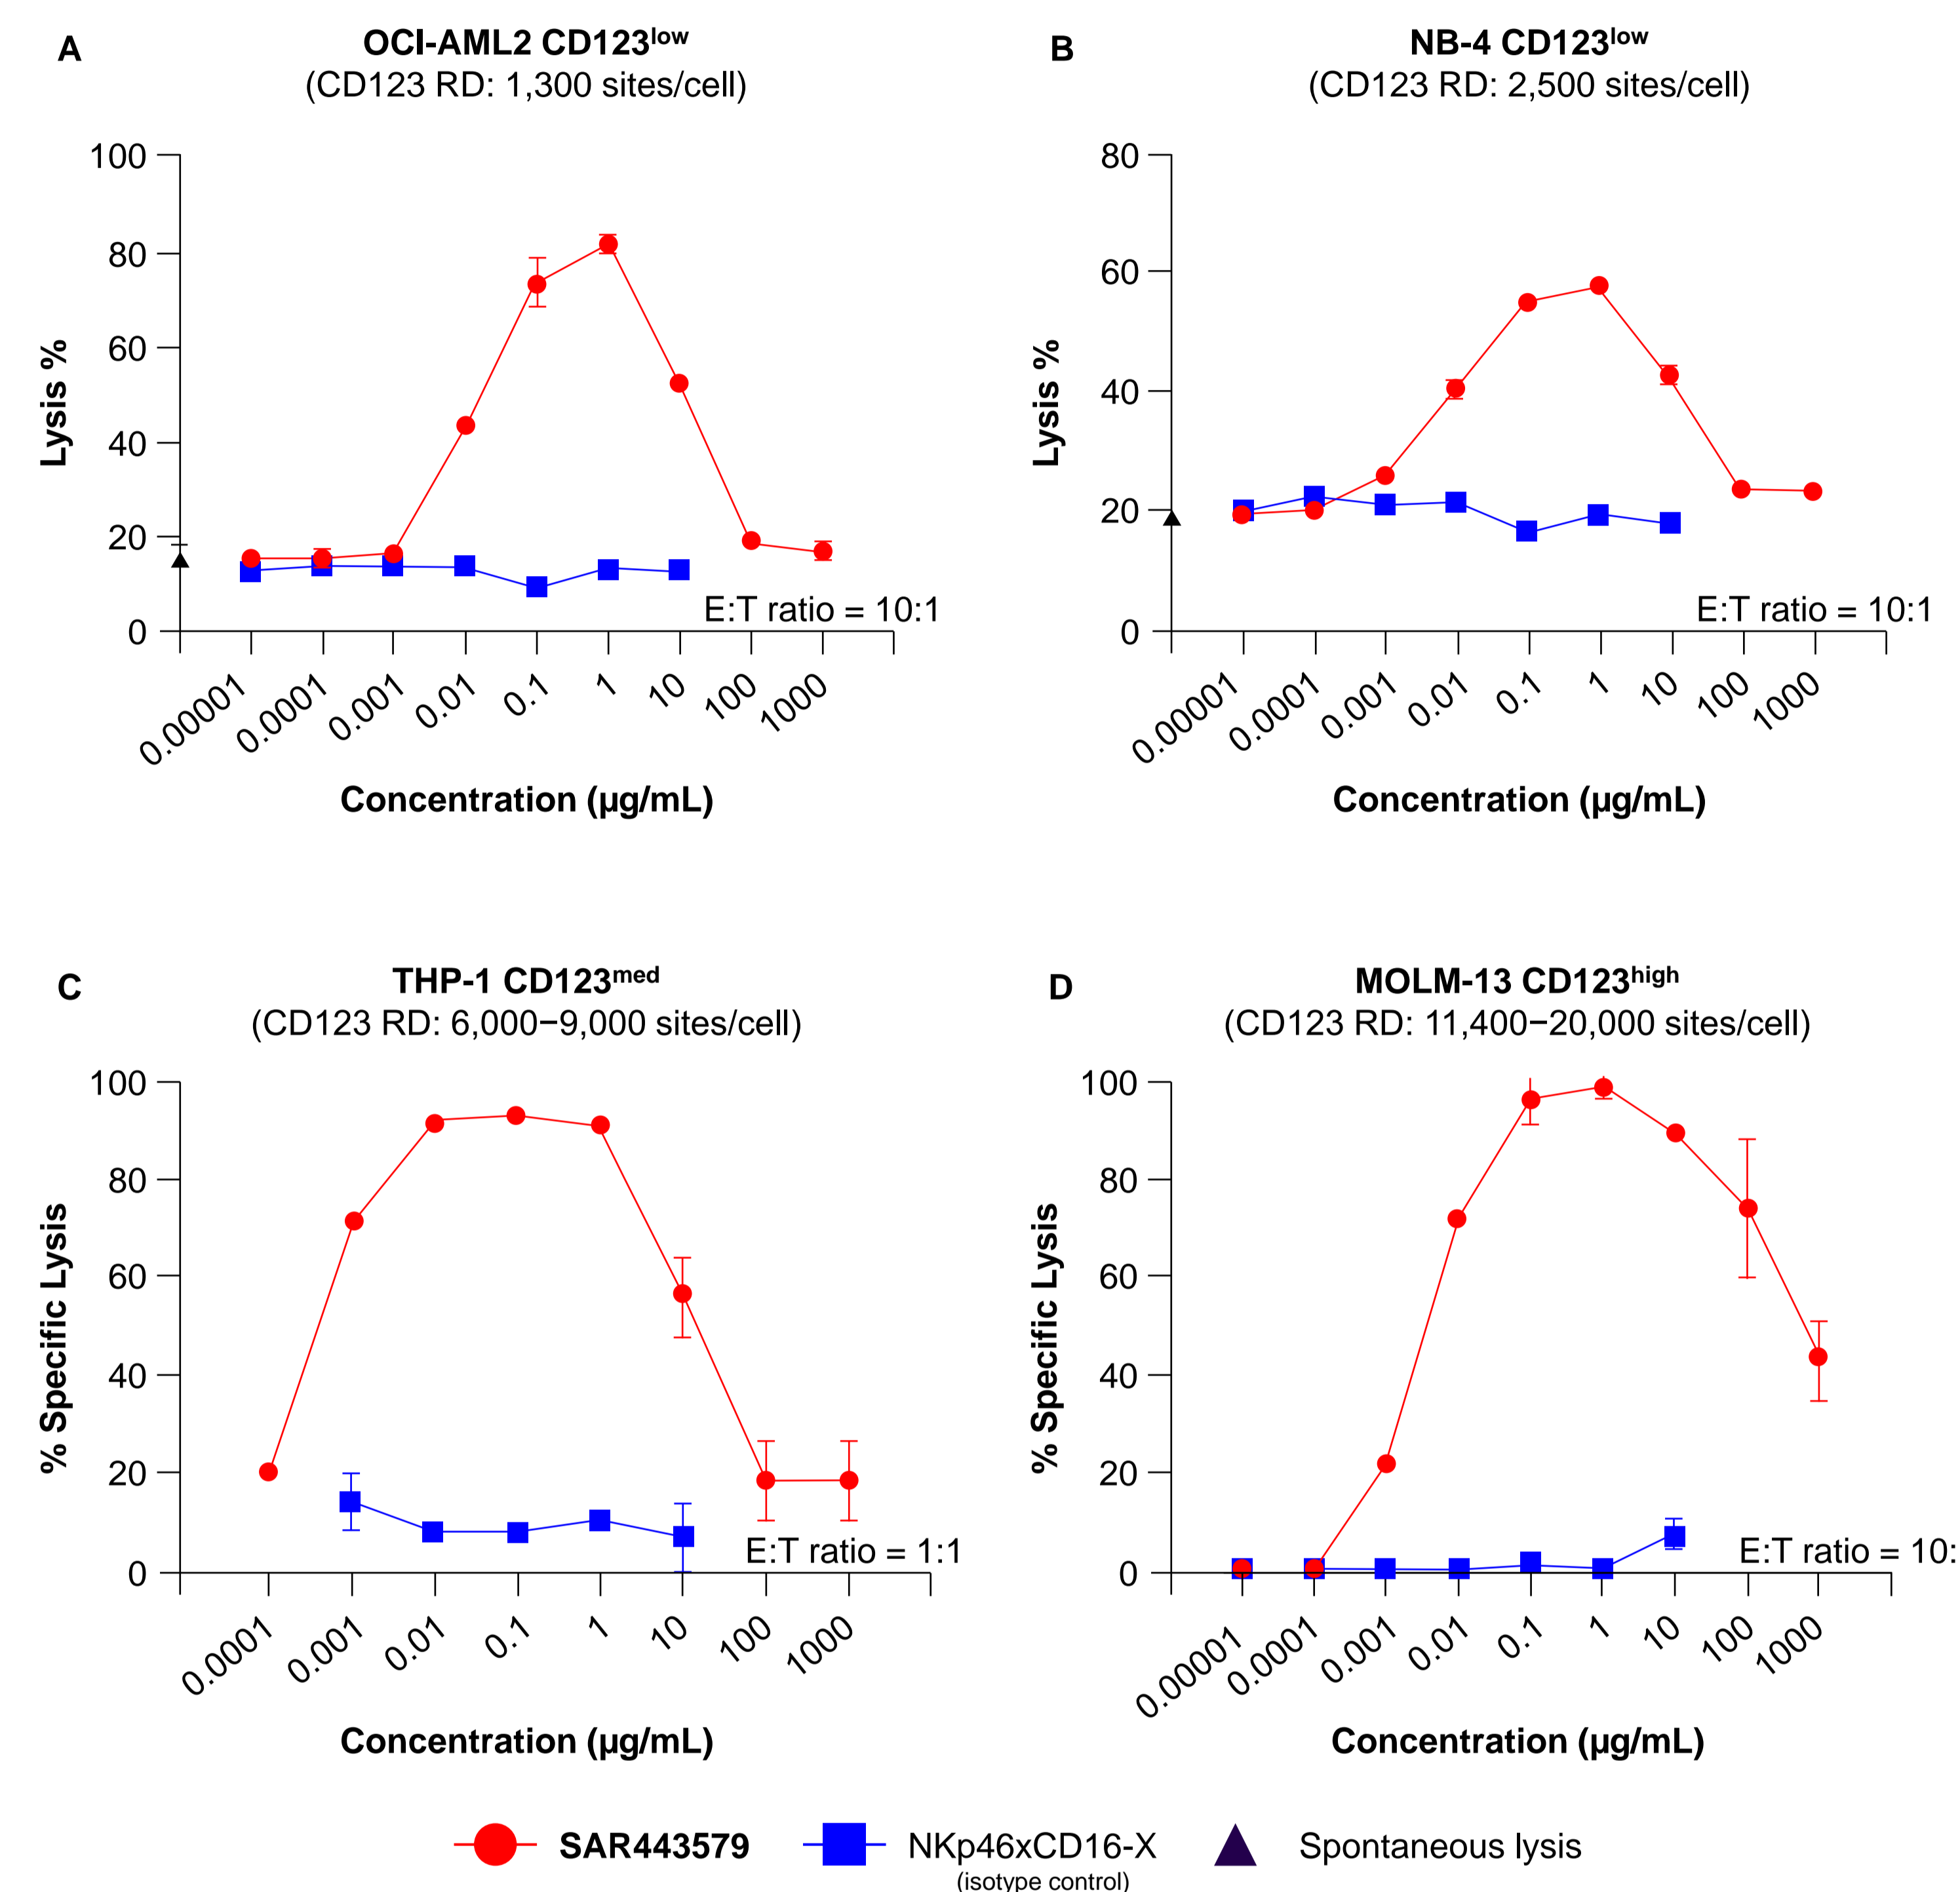 A
OCI-AML2 CD123low
(CD123 RD: 1,300 sites/cell)
Lysis %
100
80
60
40
20
0
E:T ratio = 10:1
0.00001
0.0001
0.001
0.01
0.1
1
10
100
1000
Concentration (µg/mL)
B
NB-4 CD123low
(CD123 RD: 2,500 sites/cell)
Lysis %
80
60
40
20
0
E:T ratio = 10:1
0.00001
0.0001
0.001
0.01
0.1
1
10
100
1000
Concentration (µg/mL)
C
THP-1 CD123med
(CD123 RD: 6,000–9,000 sites/cell)
% Specific Lysis
100
80
60
40
20
0
E:T ratio = 1:1
0.0001
0.001
0.01
0.1
1
10
100
1000
Concentration (µg/mL)
D
MOLM-13 CD123high
(CD123 RD: 11,400–20,000 sites/cell)
% Specific Lysis
100
80
60
40
20
0
E:T ratio = 10:
0.00001
0.0001
0.001
0.01
0.1
1
10
100
1000
Concentration (µg/mL)
SAR443579
NKp46xCD16-X
(isotype control)
Spontaneous lysis